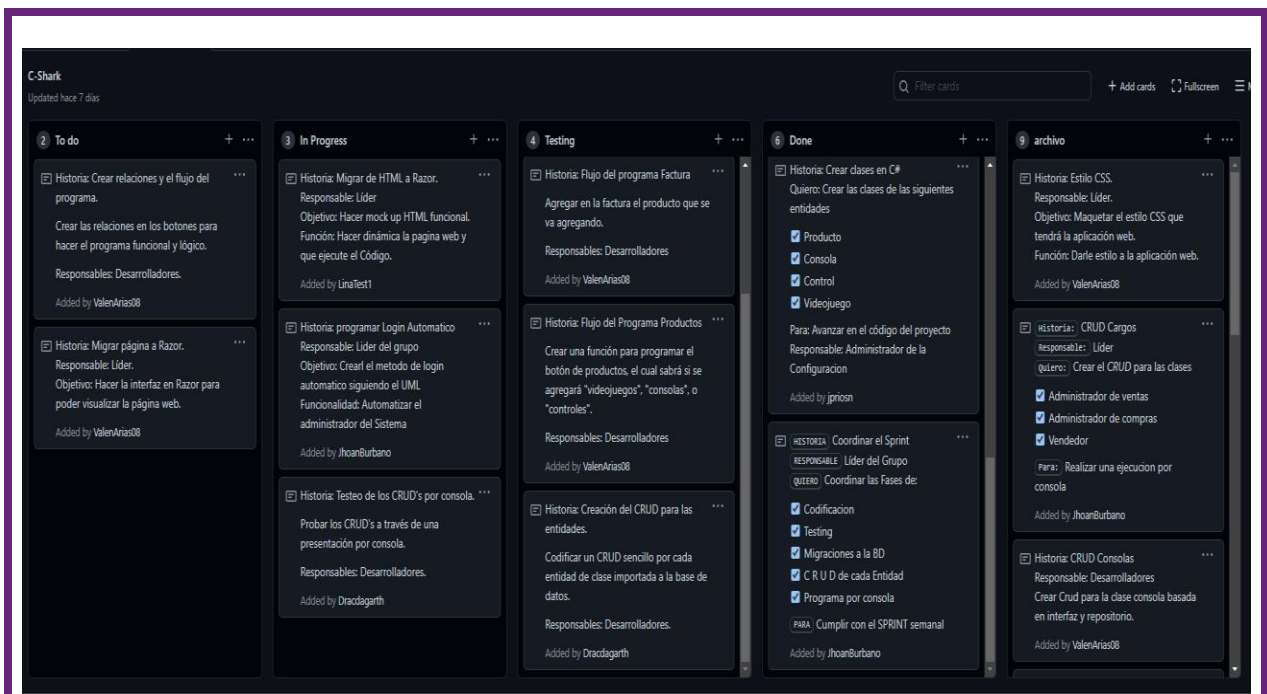 C-Shark
Updated hace 7 días
Filter cards
+ Add cards
Fullscreen
2 To do
Historia: Crear relaciones y el flujo del
programa.
Crear las relaciones en los botones para
hacer el programa funcional y lógico.
Responsables: Desarrolladores.
Added by ValenArias08
Historia: Migrar página a Razor.
Responsable: Líder.
Objetivo: Hacer la interfaz en Razor para
poder visualizar la página web.
Added by ValenArias08
3 In Progress
Historia: Migrar de HTML a Razor.
Responsable: Líder
Objetivo: Hacer mock up HTML funcional.
Función: Hacer dinámica la pagina web y
que ejecute el Código.
Added by LinaTest1
Historia: programar Login Automatico
Responsable: Lider del grupo
Objetivo: Crearl el metodo de login
automatico siguiendo el UML
Funcionalidad: Automatizar el
administrador del Sistema
Added by JhoanBurbano
Historia: Testeo de los CRUD's por consola.
Probar los CRUD's a través de una
presentación por consola.
Responsables: Desarrolladores.
Added by Dracdagarth
4 Testing
Historia: Flujo del programa Factura
Agregar en la factura el producto que se
va agregando.
Responsables: Desarrolladores
Added by ValenArias08
Historia: Flujo del Programa Productos
Crear una función para programar el
botón de productos, el cual sabrá si se
agregará "videojuegos", "consolas", o
"controles".
Responsables: Desarrolladores
Added by ValenArias08
Historia: Creación del CRUD para las
entidades.
Codificar un CRUD sencillo por cada
entidad de clase importada a la base de
datos.
Responsables: Desarrolladores.
Added by Dracdagarth
6 Done
Historia: Crear clases en C#
Quiero: Crear las clases de las siguientes
entidades
Producto
Consola
Control
Videojuego
Para: Avanzar en el código del proyecto
Responsable: Administrador de la
Configuracion
Added by jpriosn
HISTORIA Coordinar el Sprint
RESPONSABLE Líder del Grupo
QUIERO Coordinar las Fases de:
Codificacion
Testing
Migraciones a la BD
C R U D de cada Entidad
Programa por consola
PARA Cumplir con el SPRINT semanal
Added by JhoanBurbano
9 archivo
Historia: Estilo CSS.
Responsable: Líder.
Objetivo: Maquetar el estilo CSS que
tendrá la aplicación web.
Función: Darle estilo a la aplicación web.
Added by ValenArias08
Historia: CRUD Cargos
Responsable: Líder
Quiero: Crear el CRUD para las clases
Administrador de ventas
Administrador de compras
Vendedor
Para: Realizar una ejecucion por
consola
Added by JhoanBurbano
Historia: CRUD Consolas
Responsable: Desarrolladores
Crear Crud para la clase consola basada
en interfaz y repositorio.
Added by ValenArias08